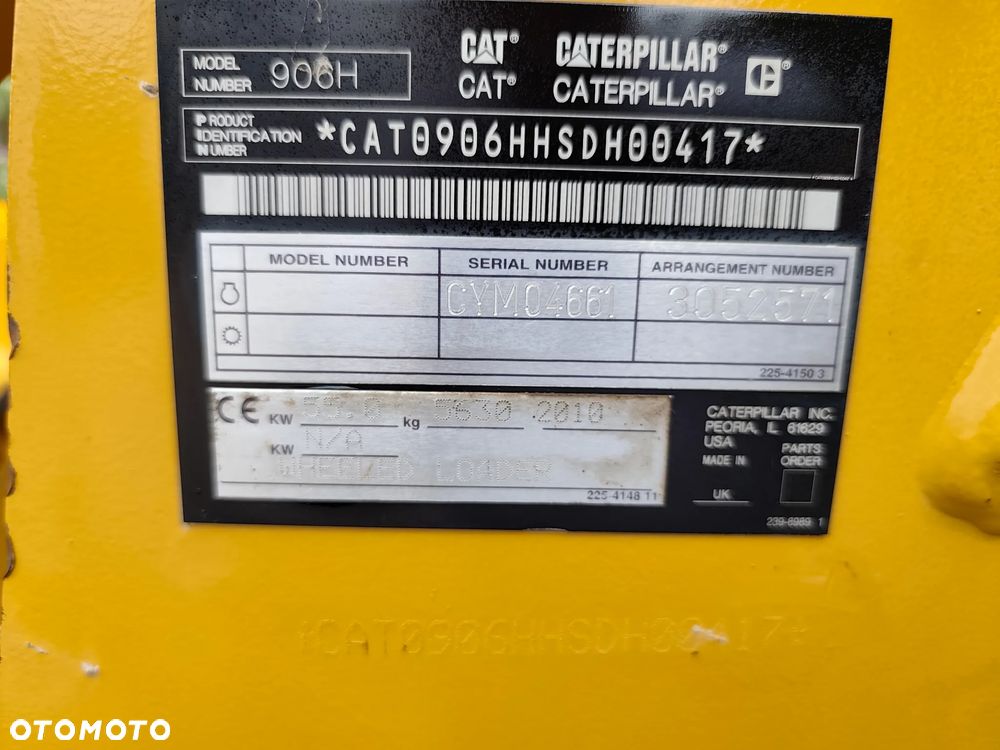 MODEL NUMBER 906H
CAT® CATERPILLAR®
CAT® CATERPILLAR®
PRODUCT
IDENTIFICATION
NUMBER
*CAT0906HHSDH00417*
MODEL NUMBER SERIAL NUMBER ARRANGEMENT NUMBER
CYM04661 3052571
225-4150 3
CE KW 55.0 kg 5630 2010
KW N/A
WHEELED LOADER
225-4148 11
CATERPILLAR INC.
PEORIA, IL 61629
USA
MADE IN
UK
PARTS
ORDER
239-6989 1
*CAT0906HHSDH00417*
OTOMOTO